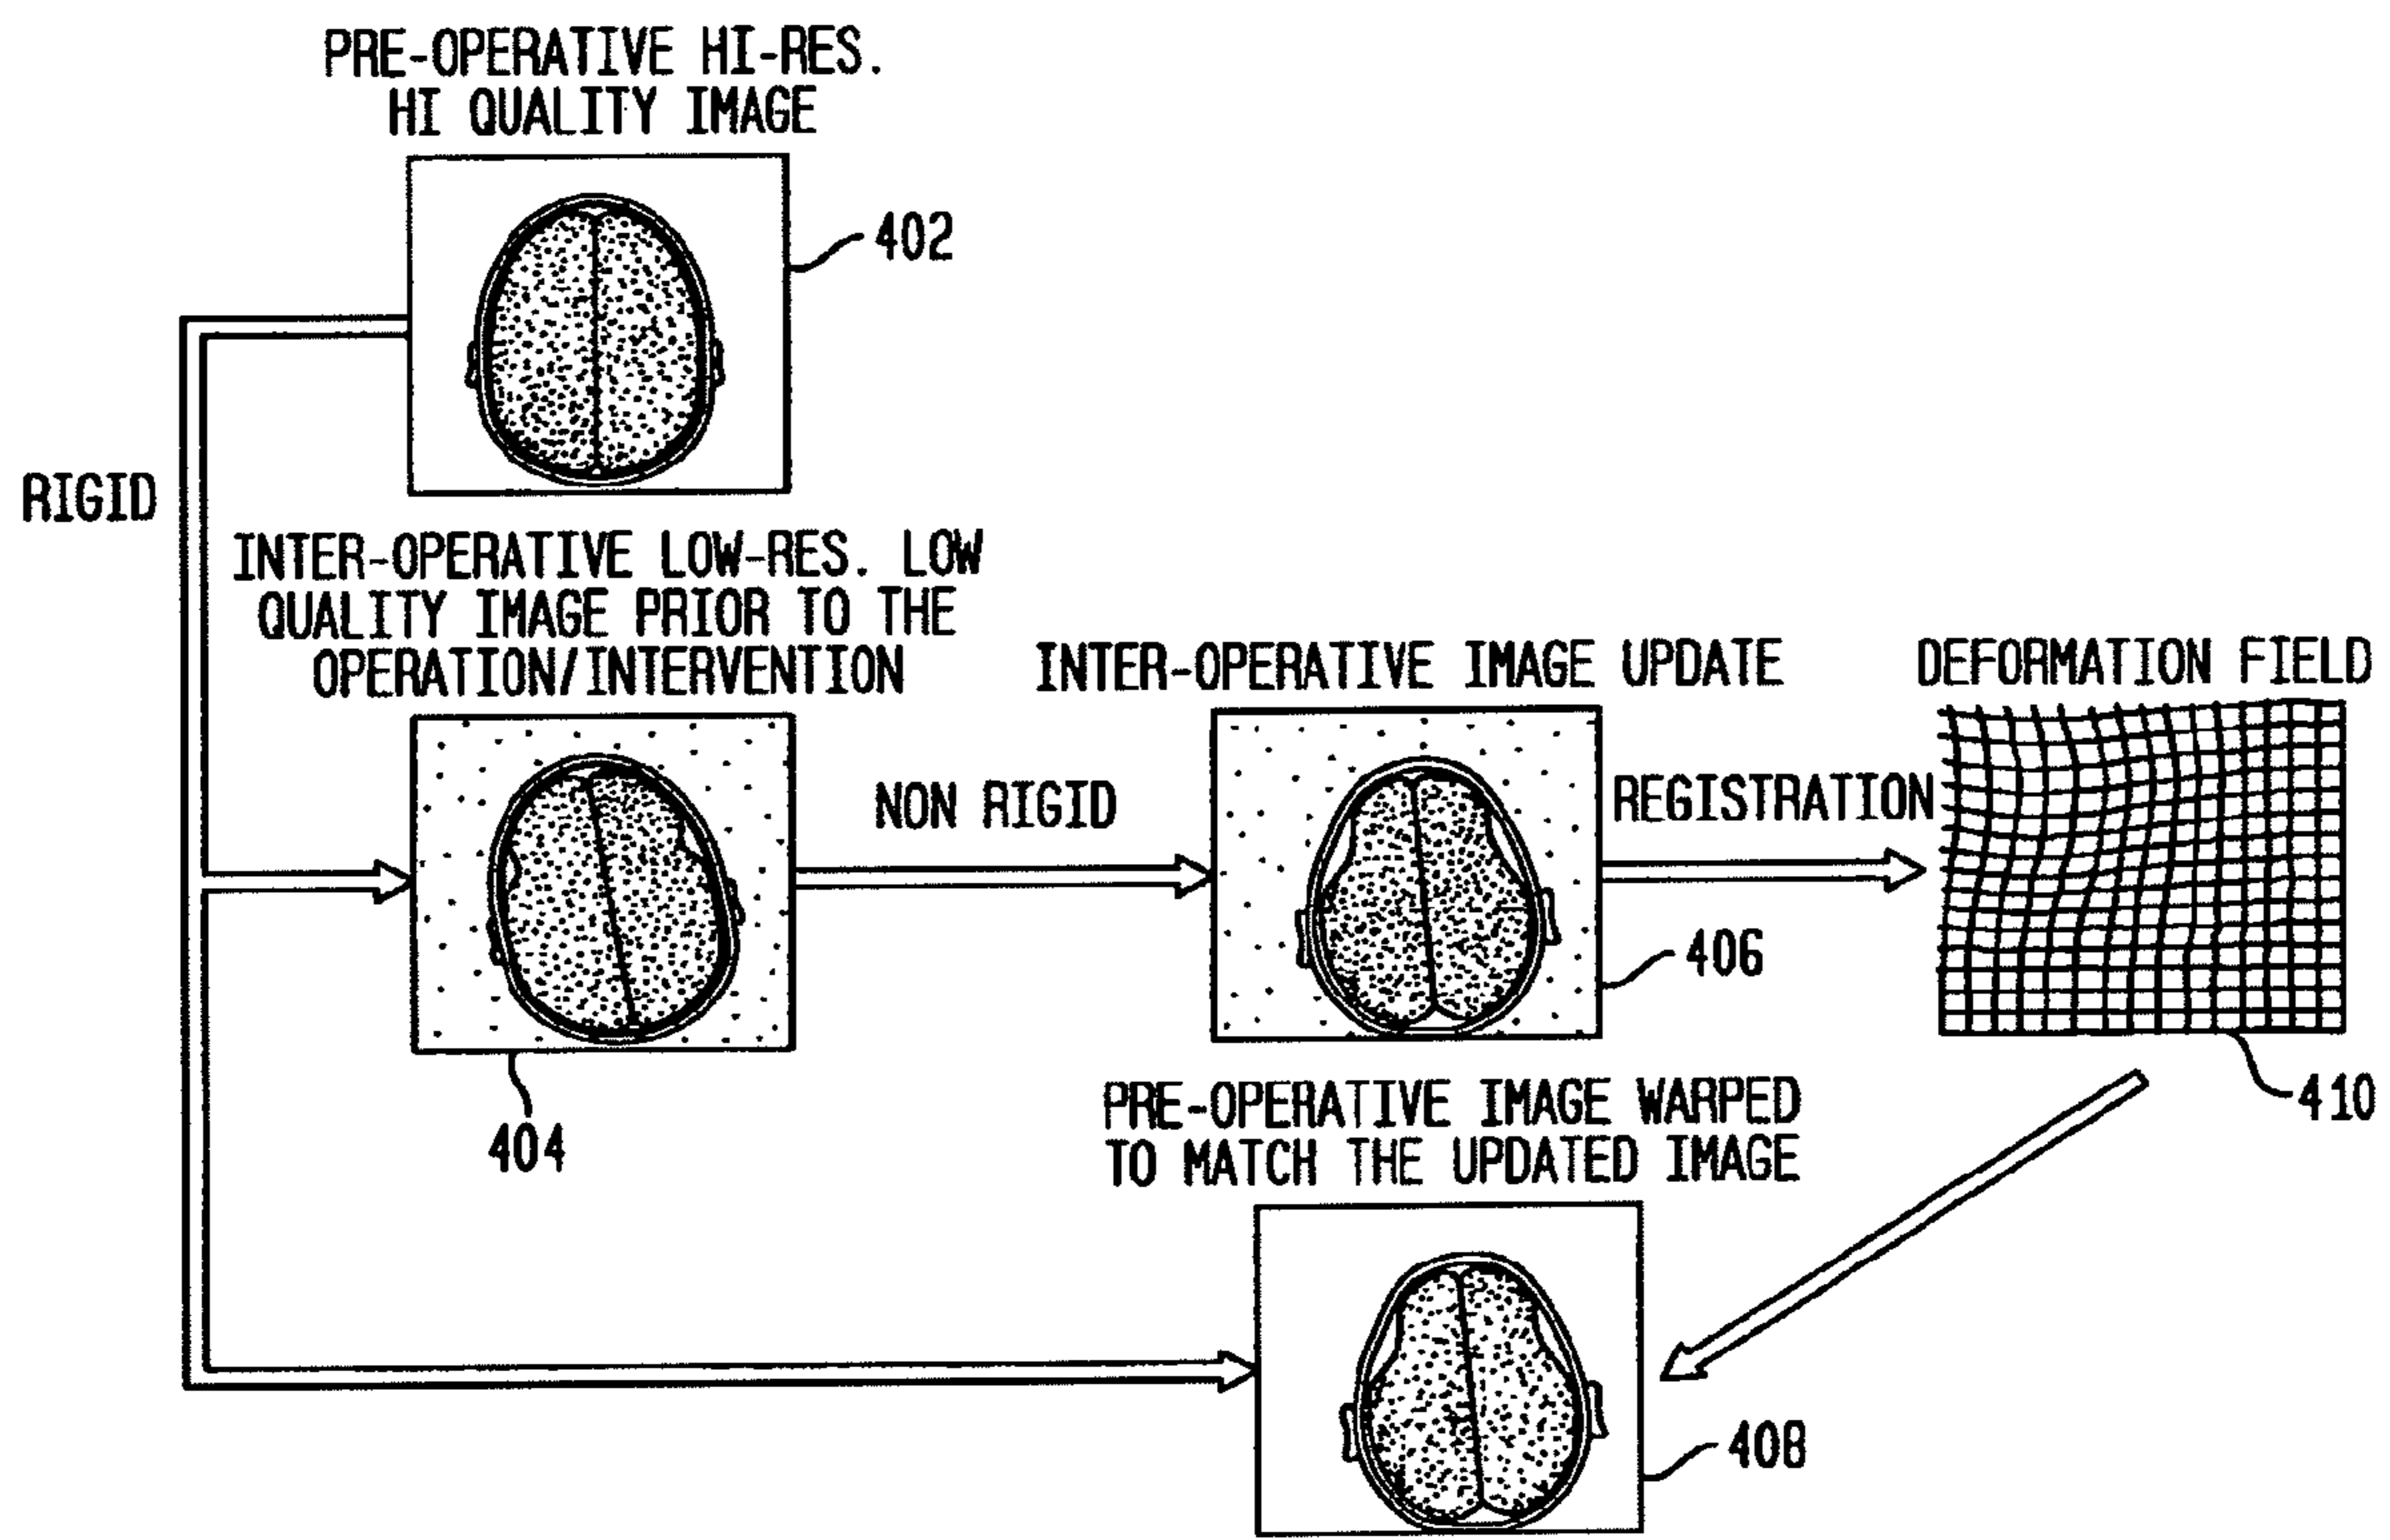 PRE-OPERATIVE HI-RES.
HI QUALITY IMAGE
402
RIGID
INTER-OPERATIVE LOW-RES. LOW
QUALITY IMAGE PRIOR TO THE
OPERATION/INTERVENTION
404
NON RIGID
INTER-OPERATIVE IMAGE UPDATE
406
REGISTRATION
DEFORMATION FIELD
410
PRE-OPERATIVE IMAGE WARPED
TO MATCH THE UPDATED IMAGE
408